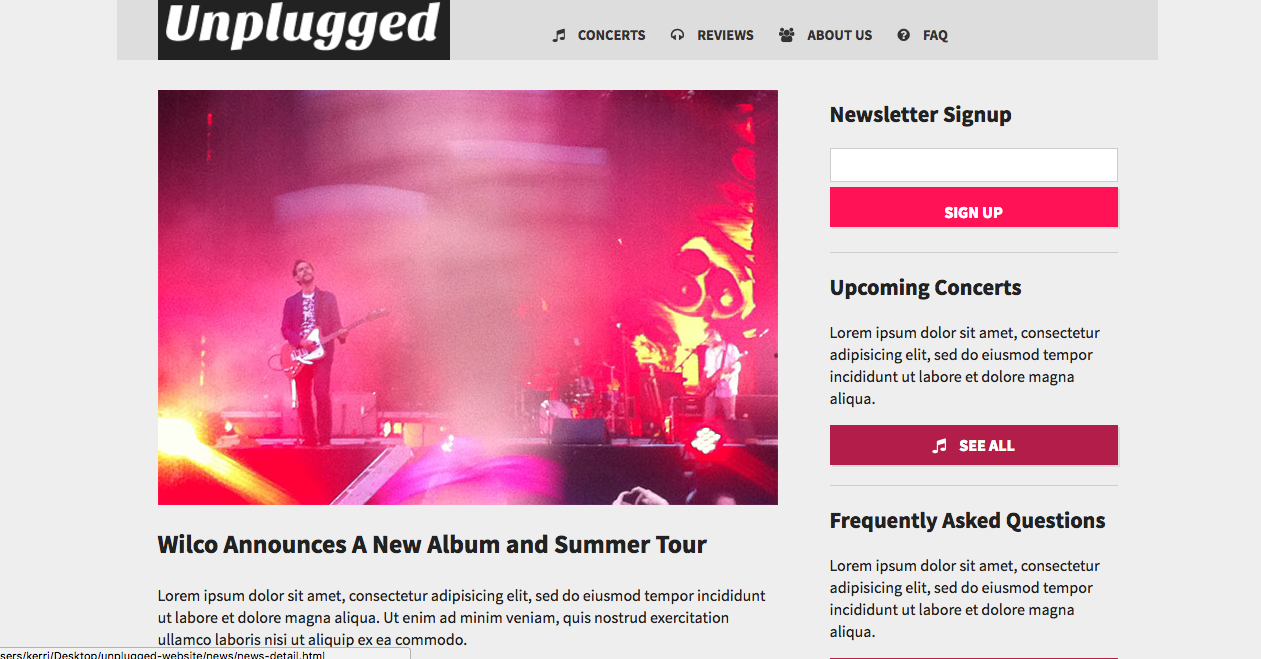 Unplugged
CONCERTS REVIEWS ABOUT US FAQ
Newsletter Signup
SIGN UP
Upcoming Concerts
Lorem ipsum dolor sit amet, consectetur
adipisicing elit, sed do eiusmod tempor
incididunt ut labore et dolore magna
aliqua.
SEE ALL
Frequently Asked Questions
Lorem ipsum dolor sit amet, consectetur
adipisicing elit, sed do eiusmod tempor
incididunt ut labore et dolore magna
aliqua.
Wilco Announces A New Album and Summer Tour
Lorem ipsum dolor sit amet, consectetur adipisicing elit, sed do eiusmod tempor incididunt
ut labore et dolore magna aliqua. Ut enim ad minim veniam, quis nostrud exercitation
ullamco laboris nisi ut aliquip ex ea commodo.
sers/kerri/Desktop/unplugged-website/news/news-detail.html